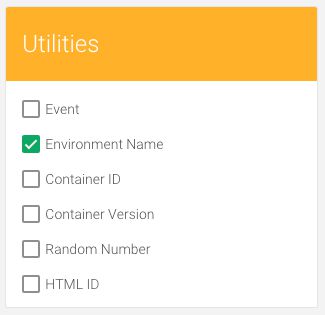 Utilities
Event
Environment Name
Container ID
Container Version
Random Number
HTML ID